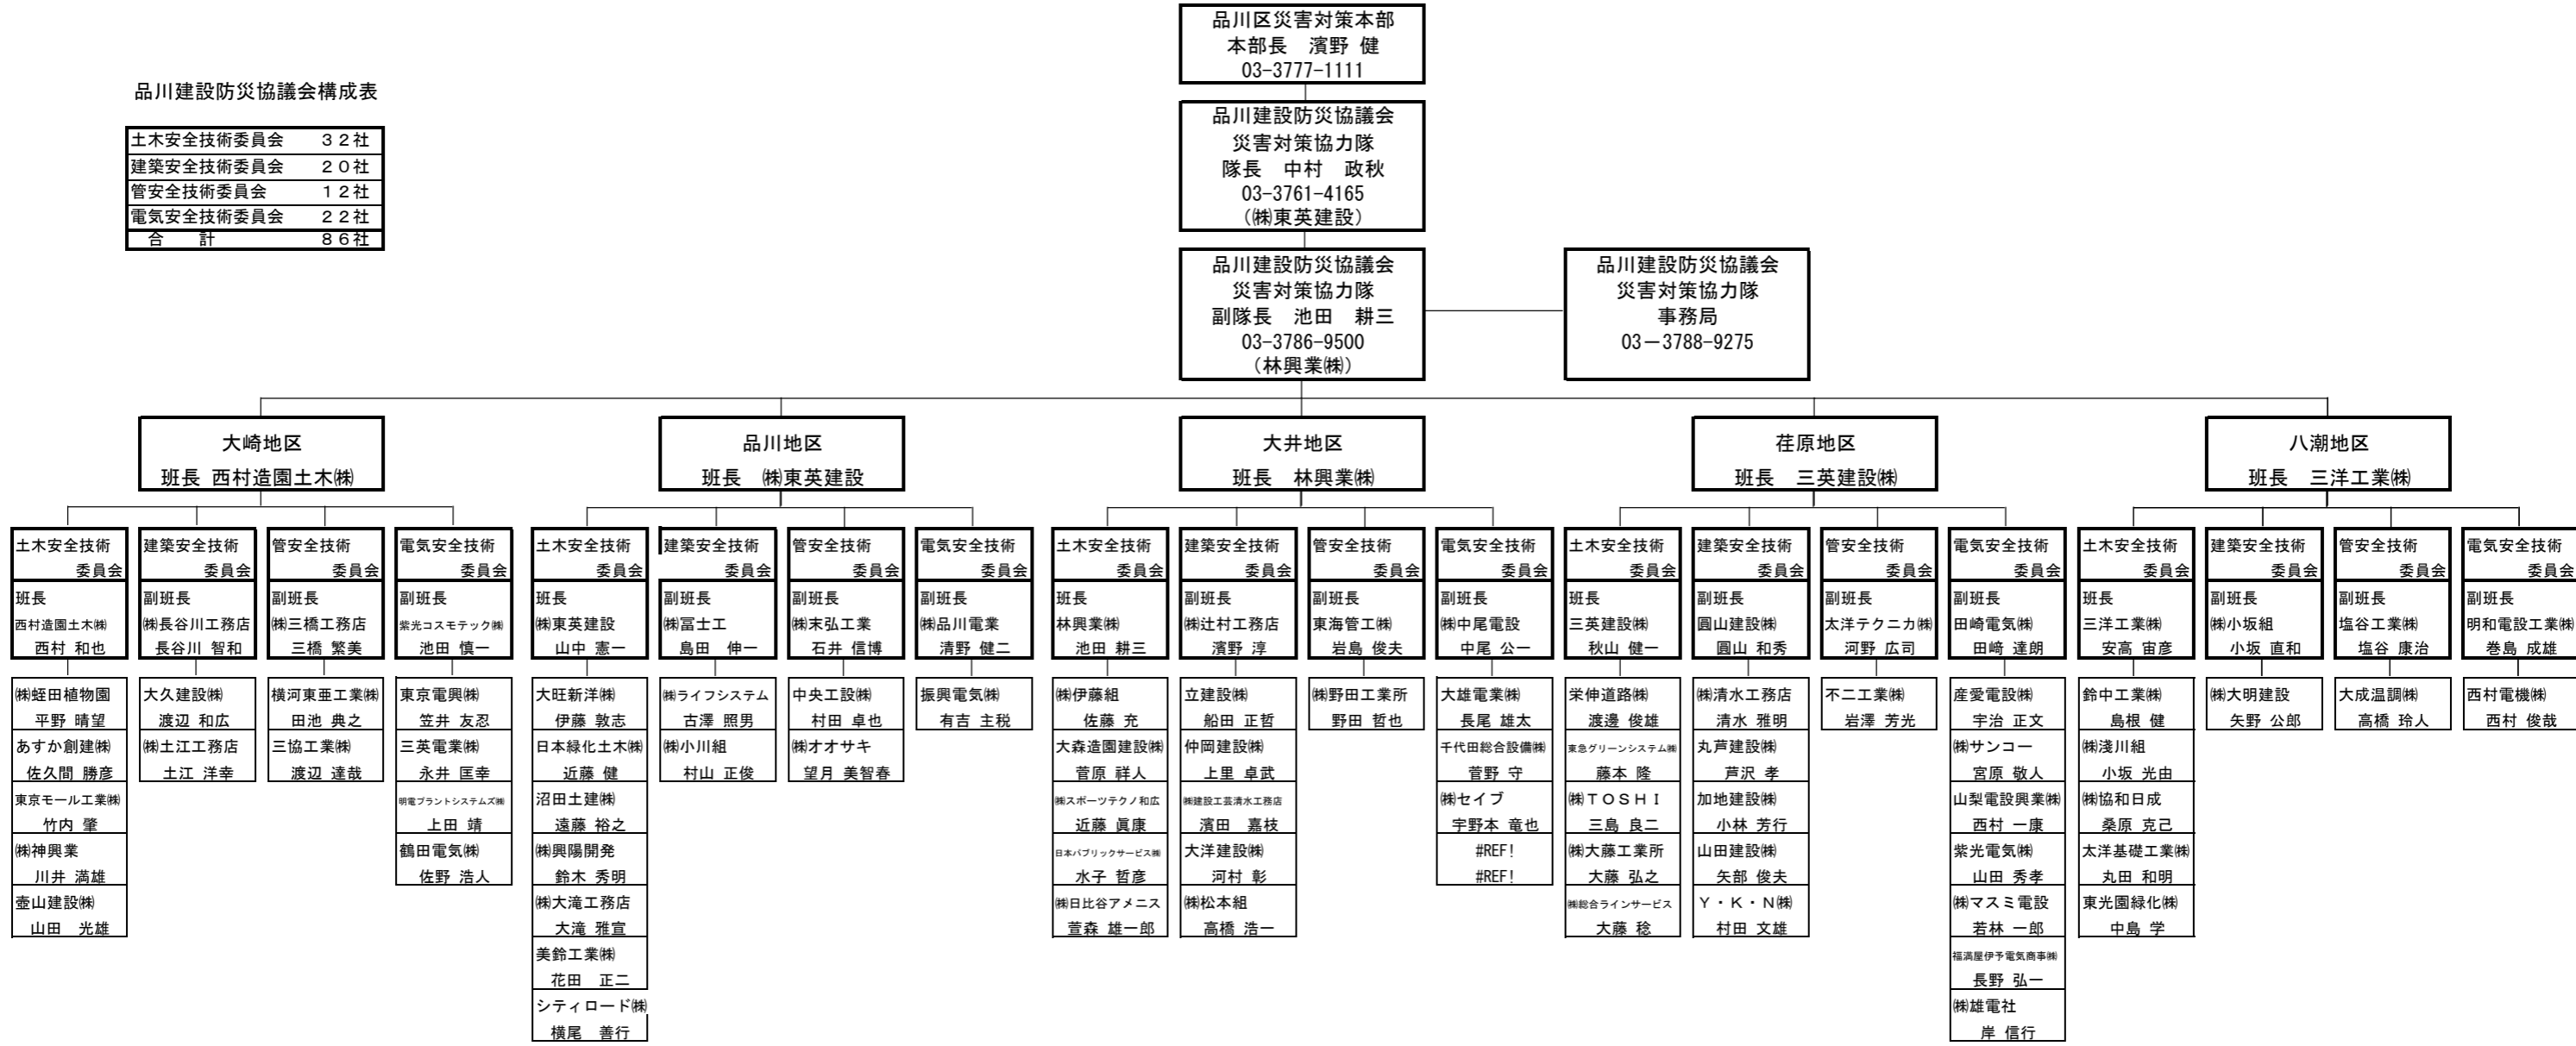 品川区災害対策本部
本部長　濱野 健
03-3777-1111
品川建設防災協議会構成表
土木安全技術委員会　３２社
建築安全技術委員会　２０社
管安全技術委員会　１２社
電気安全技術委員会　２２社
合　計　８６社
品川建設防災協議会
災害対策協力隊
隊長　中村　政秋
03-3761-4165
（㈱東英建設）
品川建設防災協議会
災害対策協力隊
副隊長　池田　耕三
03-3786-9500
（林興業㈱）
品川建設防災協議会
災害対策協力隊
事務局
03－3788-9275
大崎地区
班長 西村造園土木㈱
土木安全技術
委員会
班長
西村造園土木㈱
西村 和也
㈱蛭田植物園
平野 晴望
あすか創建㈱
佐久間 勝彦
東京モール工業㈱
竹内 肇
㈱神興業
川井 満雄
壺山建設㈱
山田　光雄
建築安全技術
委員会
副班長
㈱長谷川工務店
長谷川 智和
大久建設㈱
渡辺 和広
㈱土江工務店
土江 洋幸
管安全技術
委員会
副班長
㈱三橋工務店
三橋 繁美
横河東亜工業㈱
田池 典之
三協工業㈱
渡辺 達哉
電気安全技術
委員会
副班長
紫光コスモテック㈱
池田 慎一
東京電興㈱
笠井 友忍
三英電業㈱
永井 匡幸
明電プラントシステムズ㈱
上田 靖
鶴田電気㈱
佐野 浩人
品川地区
班長　㈱東英建設
土木安全技術
委員会
班長
㈱東英建設
山中 憲一
大旺新洋㈱
伊藤 敦志
日本緑化土木㈱
近藤 健
沼田土建㈱
遠藤 裕之
㈱興陽開発
鈴木 秀明
㈱大滝工務店
大滝 雅宣
美鈴工業㈱
花田　正二
シティロード㈱
横尾　善行
建築安全技術
委員会
副班長
㈱冨士工
島田　伸一
㈱ライフシステム
古澤 照男
㈱小川組
村山 正俊
管安全技術
委員会
副班長
㈱末弘工業
石井 信博
中央工設㈱
村田 卓也
㈱オオサキ
望月 美智春
電気安全技術
委員会
副班長
㈱品川電業
清野 健二
振興電気㈱
有吉 主税
大井地区
班長　林興業㈱
土木安全技術
委員会
班長
林興業㈱
池田 耕三
㈱伊藤組
佐藤 充
大森造園建設㈱
菅原 祥人
㈱スポーツテクノ和広
近藤 眞康
日本パブリックサービス㈱
水子 哲彦
㈱日比谷アメニス
萱森 雄一郎
建築安全技術
委員会
副班長
㈱辻村工務店
濱野 淳
立建設㈱
船田 正哲
仲岡建設㈱
上里 卓武
㈱建設工芸清水工務店
濱田　嘉枝
大洋建設㈱
河村 彰
㈱松本組
高橋 浩一
管安全技術
委員会
副班長
東海管工㈱
岩島 俊夫
㈱野田工業所
野田 哲也
電気安全技術
委員会
副班長
㈱中尾電設
中尾 公一
大雄電業㈱
長尾 雄太
千代田総合設備㈱
菅野 守
㈱セイブ
宇野本 竜也
#REF!
#REF!
荏原地区
班長　三英建設㈱
土木安全技術
委員会
班長
三英建設㈱
秋山 健一
栄伸道路㈱
渡邊 俊雄
東急グリーンシステム㈱
藤本 隆
㈱ＴＯＳＨＩ
三島 良二
㈱大藤工業所
大藤 弘之
㈱総合ラインサービス
大藤 稔
建築安全技術
委員会
副班長
圓山建設㈱
圓山 和秀
㈱清水工務店
清水 雅明
丸芦建設㈱
芦沢 孝
加地建設㈱
小林 芳行
山田建設㈱
矢部 俊夫
Ｙ・Ｋ・Ｎ㈱
村田 文雄
管安全技術
委員会
副班長
太洋テクニカ㈱
河野 広司
不二工業㈱
岩澤 芳光
電気安全技術
委員会
副班長
田崎電気㈱
田﨑 達朗
産愛電設㈱
宇治 正文
㈱サンコー
宮原 敬人
山梨電設興業㈱
西村 一康
紫光電気㈱
山田 秀孝
㈱マスミ電設
若林 一郎
福満屋伊予電気商事㈱
長野 弘一
㈱雄電社
岸 信行
八潮地区
班長　三洋工業㈱
土木安全技術
委員会
班長
三洋工業㈱
安高 宙彦
鈴中工業㈱
島根 健
㈱淺川組
小坂 光由
㈱協和日成
桑原 克己
太洋基礎工業㈱
丸田 和明
東光園緑化㈱
中島 学
建築安全技術
委員会
副班長
㈱小坂組
小坂 直和
㈱大明建設
矢野 公郎
管安全技術
委員会
副班長
塩谷工業㈱
塩谷 康治
大成温調㈱
高橋 玲人
電気安全技術
委員会
副班長
明和電設工業㈱
巻島 成雄
西村電機㈱
西村 俊哉